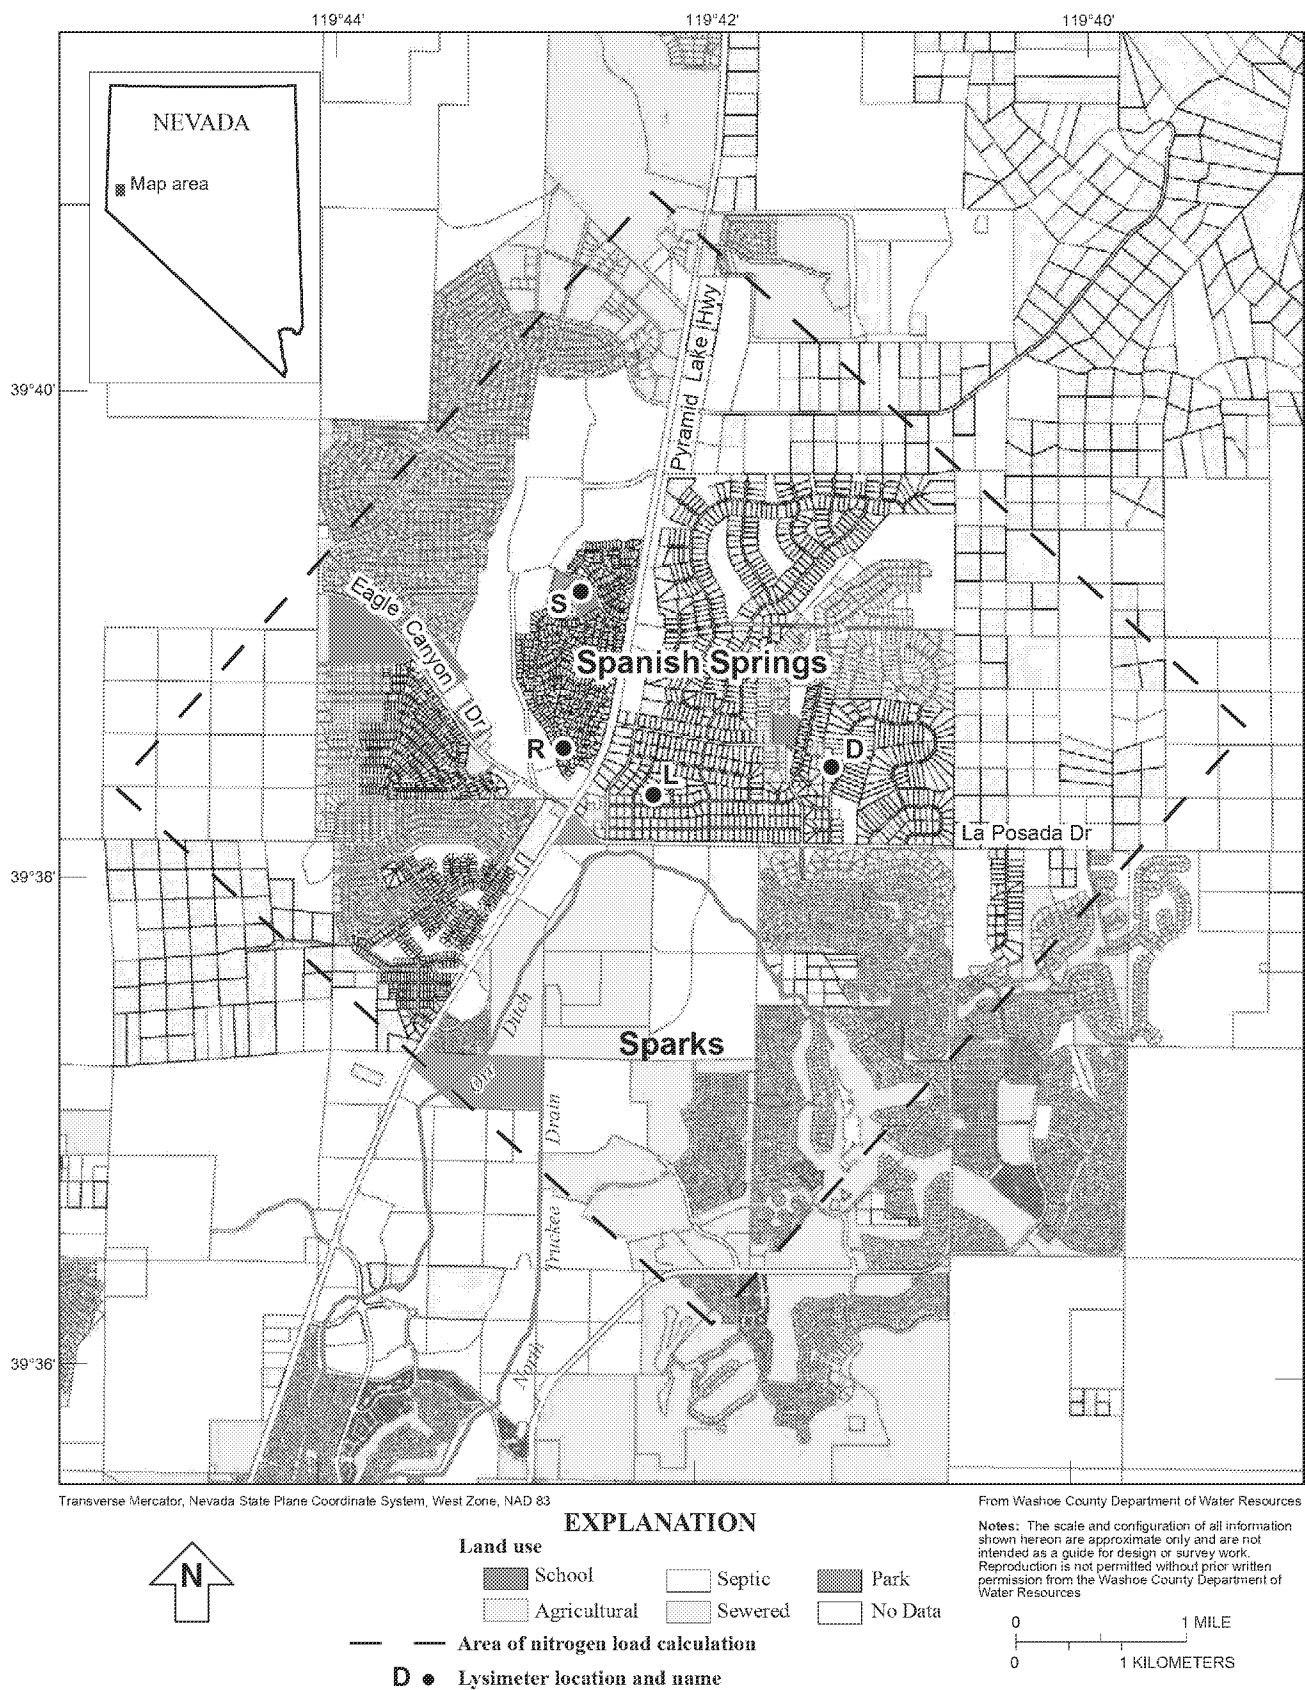 119°44'
119°42'
119°40'
NEVADA
Map area
Pyramid Lake Hwy
39°40'
Eagle Canyon Dr
S
Spanish Springs
R
D
L
La Posada Dr
39°38'
Ditch
Sparks
Orr
Drain
Truckee
39°36'
North
Transverse Mercator, Nevada State Plane Coordinate System, West Zone, NAD 83
From Washoe County Department of Water Resources
EXPLANATION
Land use
School
Septic
Park
Agricultural
Sewered
No Data
Area of nitrogen load calculation
D
Lysimeter location and name
N
Notes: The scale and configuration of all information
shown hereon are approximate only and are not
intended as a guide for design or survey work.
Reproduction is not permitted without prior written
permission from the Washoe County Department of
Water Resources
0 1 MILE
0 1 KILOMETERS